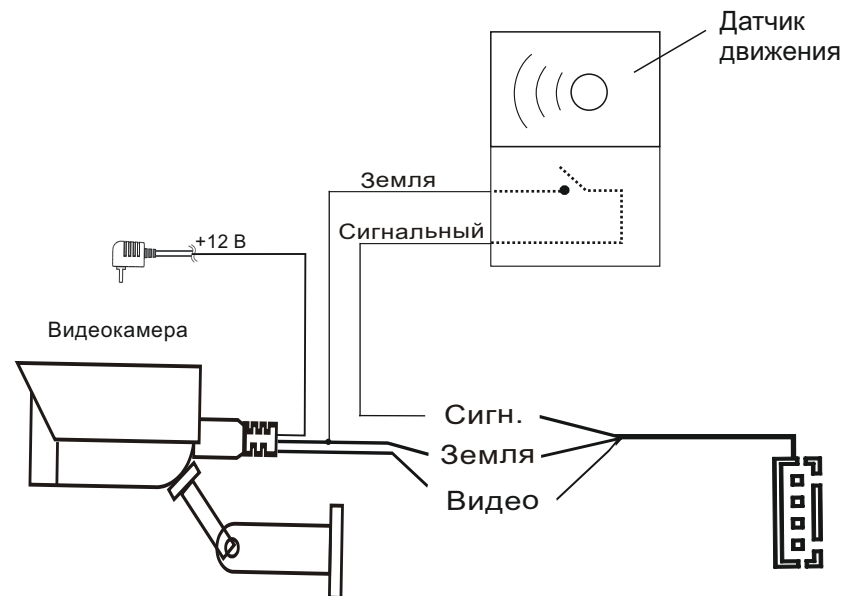 Датчик
движения
Земля
Сигнальный
+12 В
Видеокамера
Сигн.
Земля
Видео